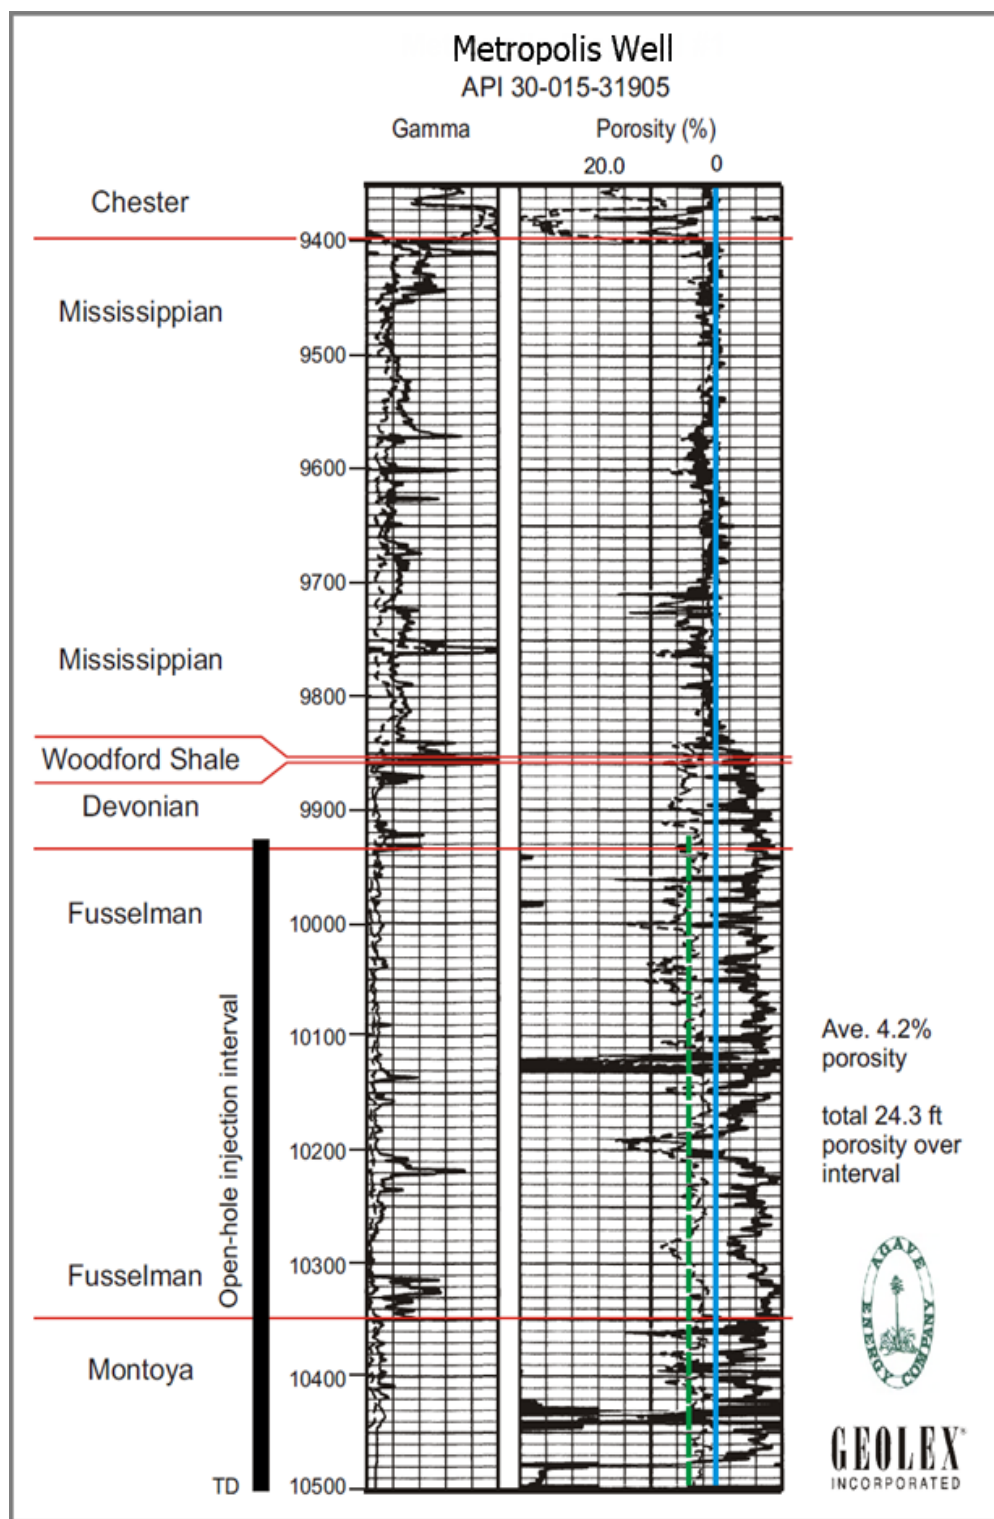 Metropolis Well
API 30-015-31905
Gamma
Porosity (%)
20.0
0
Chester
9400
Mississippian
9500
9600
9700
Mississippian
9800
Woodford Shale
Devonian
9900
Fusselman
10000
Open-hole injection interval
10100
Ave. 4.2%
porosity
total 24.3 ft
porosity over
interval
10200
Fusselman
10300
Montoya
10400
TD
10500
AGAVE
ENERGY COMPANY
GEOLEX®
INCORPORATED